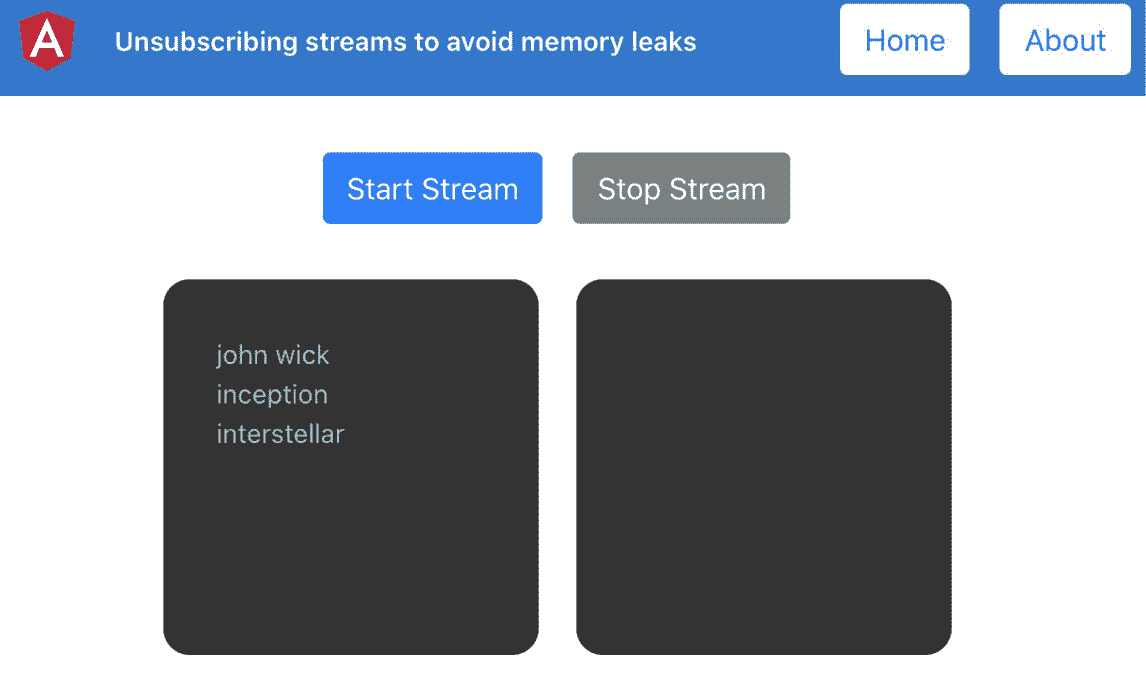 Unsubscribing streams to avoid memory leaks
Home
About
Start Stream
Stop Stream
john wick
inception
interstellar